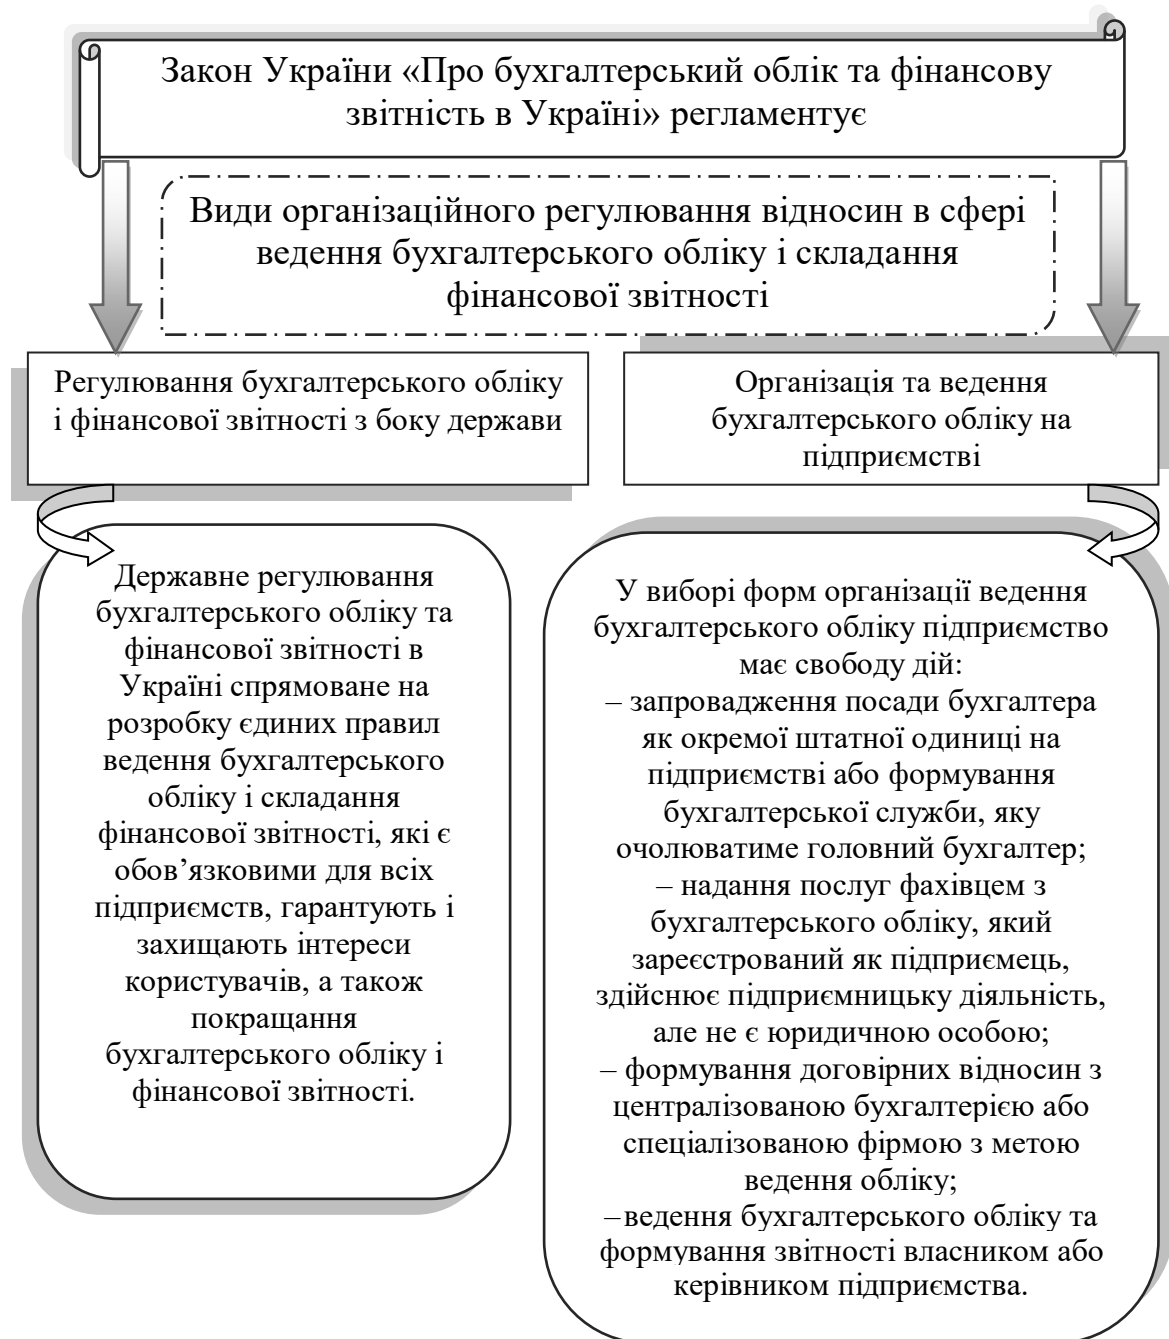 Закон України «Про бухгалтерський облік та фінансову
звітність в Україні» регламентує
Види організаційного регулювання відносин в сфері
ведення бухгалтерського обліку і складання
фінансової звітності
Регулювання бухгалтерського обліку
і фінансової звітності з боку держави
Організація та ведення
бухгалтерського обліку на
підприємстві
Державне регулювання
бухгалтерського обліку та
фінансової звітності в
Україні спрямоване на
розробку єдиних правил
ведення бухгалтерського
обліку і складання
фінансової звітності, які є
обов’язковими для всіх
підприємств, гарантують і
захищають інтереси
користувачів, а також
покращання
бухгалтерського обліку і
фінансової звітності.
У виборі форм організації ведення
бухгалтерського обліку підприємство
має свободу дій:
– запровадження посади бухгалтера
як окремої штатної одиниці на
підприємстві або формування
бухгалтерської служби, яку
очолюватиме головний бухгалтер;
– надання послуг фахівцем з
бухгалтерського обліку, який
зареєстрований як підприємець,
здійснює підприємницьку діяльність,
але не є юридичною особою;
– формування договірних відносин з
централізованою бухгалтерією або
спеціалізованою фірмою з метою
ведення обліку;
–ведення бухгалтерського обліку та
формування звітності власником або
керівником підприємства.